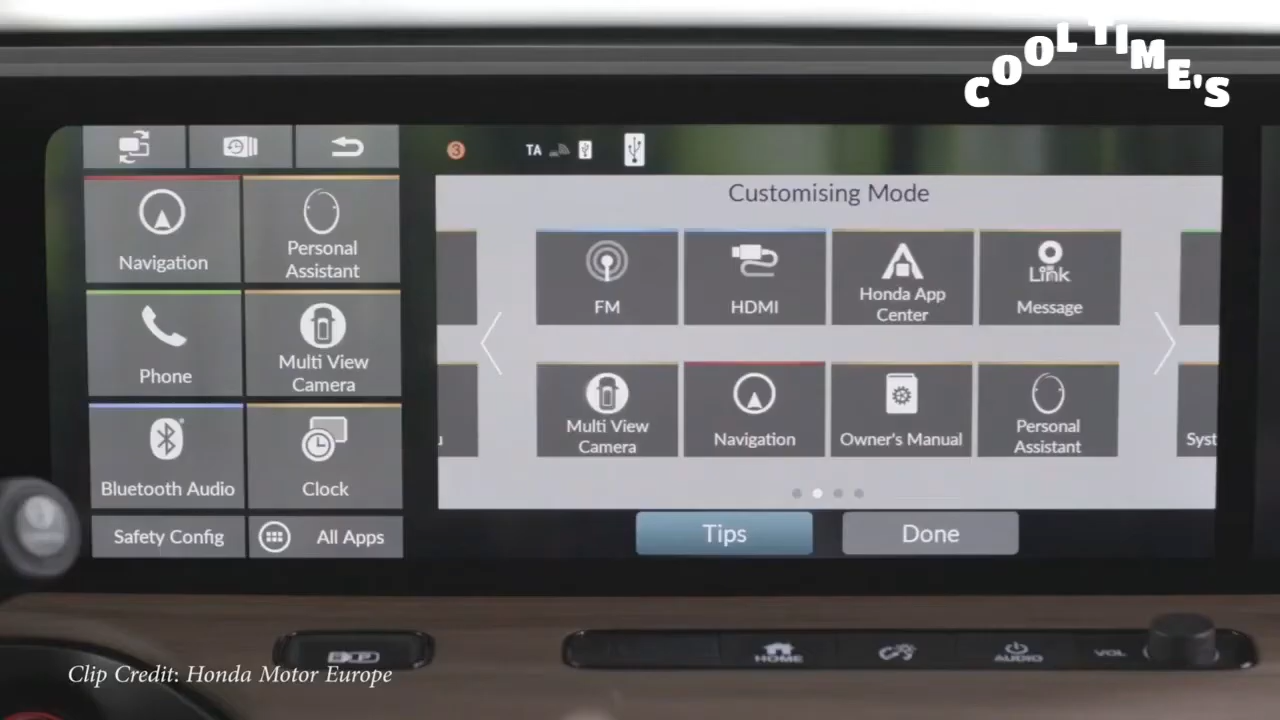 COOL TIME'S
3
TA
Navigation
Personal
Assistant
Phone
Multi View
Camera
Bluetooth Audio
Clock
Safety Config
All Apps
Customising Mode
FM
HDMI
Honda App
Center
Link
Message
Multi View
Camera
Navigation
Owner's Manual
Personal
Assistant
Syst
Tips
Done
HOME
AUDIO
VOL
Clip Credit: Honda Motor Europe